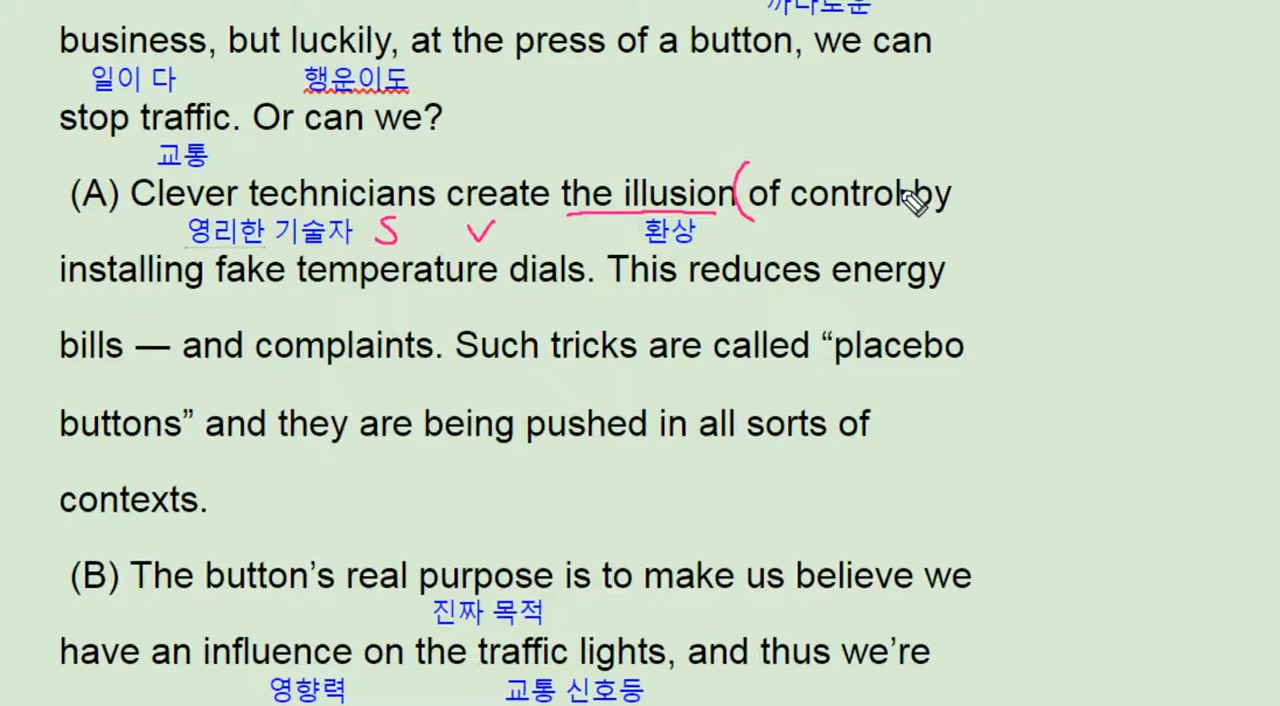 까다로운
business, but luckily, at the press of a button, we can
일이 다 행운이도
stop traffic. Or can we?
교통
(A) Clever technicians create the illusion (of control by
영리한 기술자 S V 환상
installing fake temperature dials. This reduces energy
bills — and complaints. Such tricks are called “placebo
buttons” and they are being pushed in all sorts of
contexts.
(B) The button’s real purpose is to make us believe we
진짜 목적
have an influence on the traffic lights, and thus we’re
영향력 교통 신호등